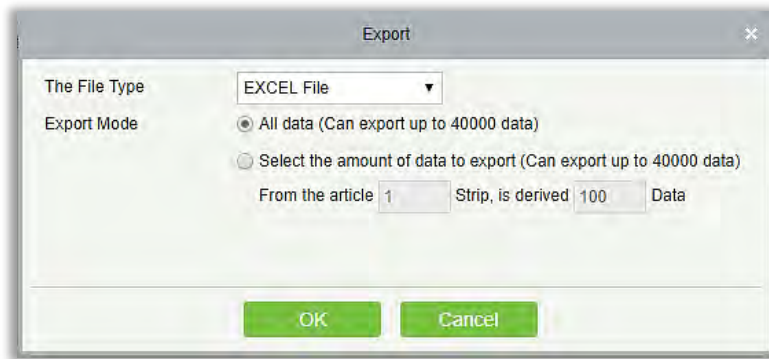 Export
The File Type EXCEL File
Export Mode All data (Can export up to 40000 data)
Select the amount of data to export (Can export up to 40000 data)
From the article 1 Strip, is derived 100 Data
OK Cancel